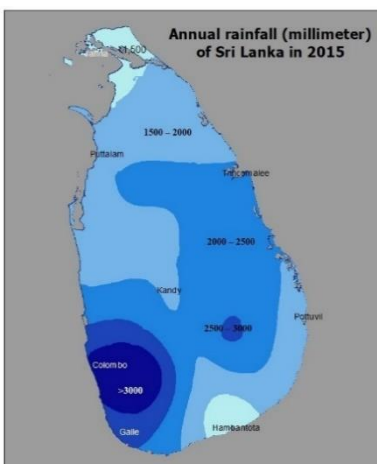 Annual rainfall (millimeter)
of Sri Lanka in 2015
1500 – 2000
Puttalam
2000 – 2500
Kandy
2500 – 3000
Pottuvil
Colombo
>3000
Galle
Hambantota